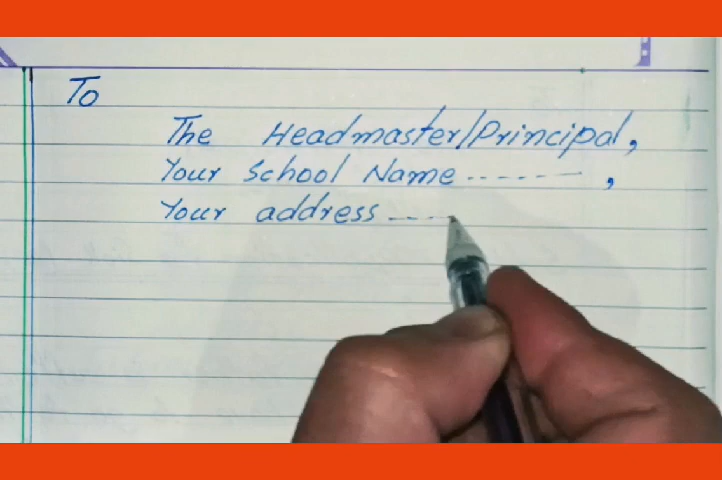 To
The Headmaster/Principal,
Your School Name ------- ,
Your address ----